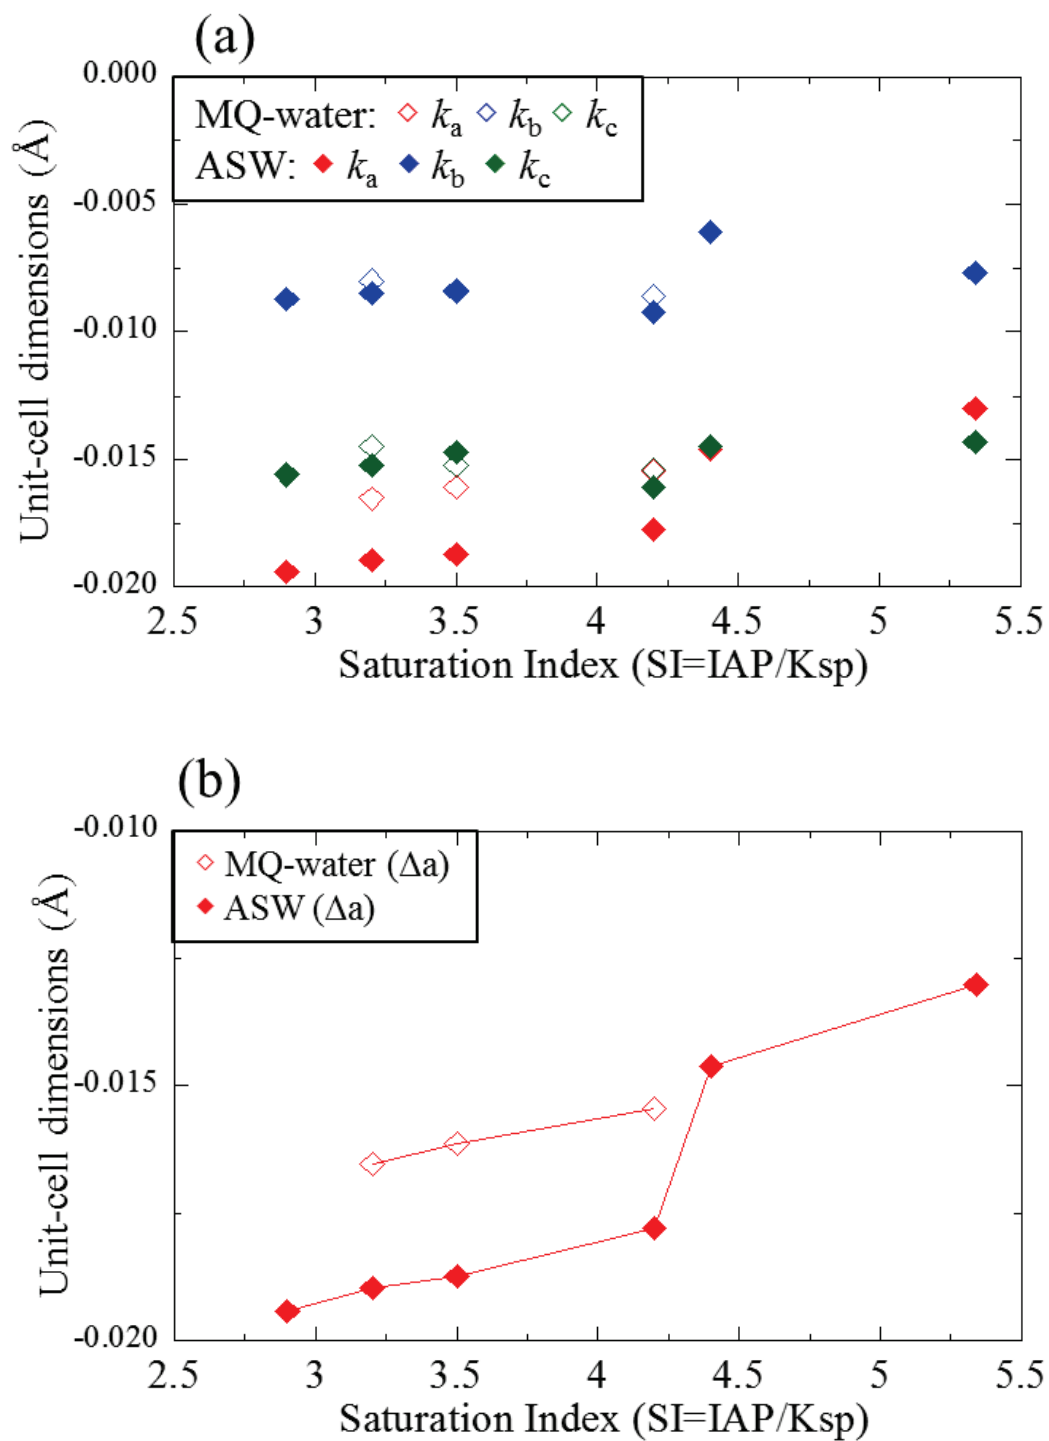 (a)
0.000
MQ-water: ka kb kc
ASW: ka kb kc
-0.005
-0.010
-0.015
-0.020
Unit-cell dimensions (Å)
2.5 3 3.5 4 4.5 5 5.5
Saturation Index (SI=IAP/Ksp)
(b)
-0.010
MQ-water (Δa)
ASW (Δa)
-0.015
-0.020
Unit-cell dimensions (Å)
2.5 3 3.5 4 4.5 5 5.5
Saturation Index (SI=IAP/Ksp)